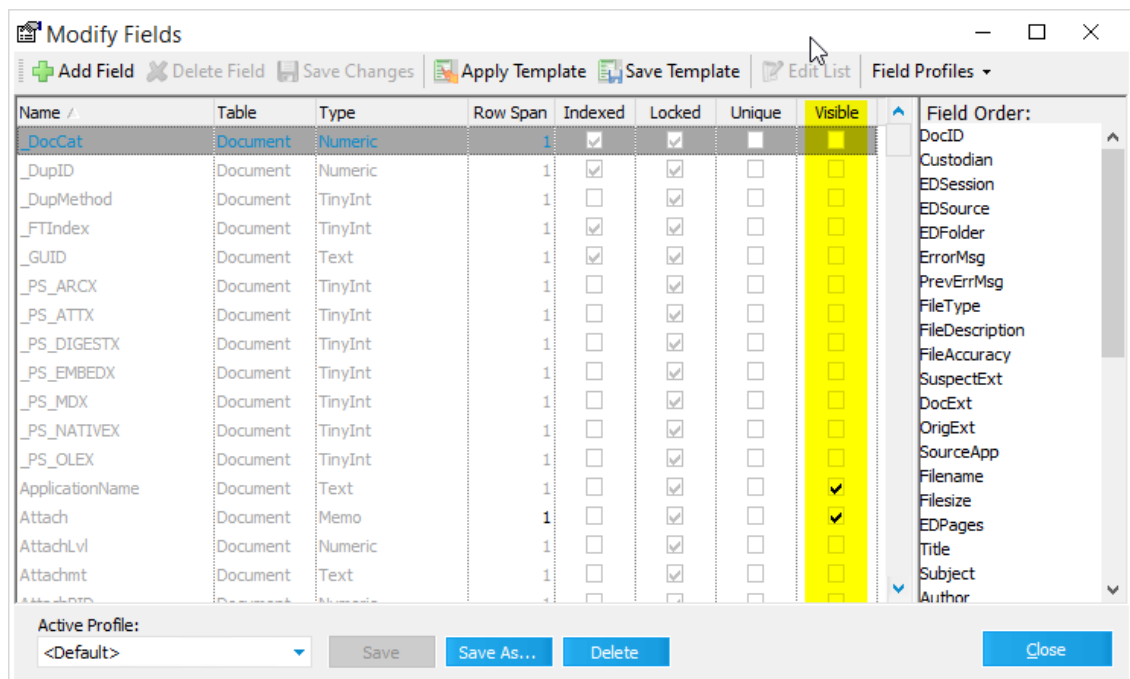 Modify Fields
Add Field Delete Field Save Changes Apply Template Save Template Edit List Field Profiles
Name Table Type Row Span Indexed Locked Unique Visible
_DocCat Document Numeric 1
_DupID Document Numeric 1
_DupMethod Document TinyInt 1
_FTIndex Document TinyInt 1
_GUID Document Text 1
_PS_ARCX Document TinyInt 1
_PS_ATTX Document TinyInt 1
_PS_DIGESTX Document TinyInt 1
_PS_EMBEDX Document TinyInt 1
_PS_MDX Document TinyInt 1
_PS_NATIVEX Document TinyInt 1
_PS_OLEX Document TinyInt 1
ApplicationName Document Text 1
Attach Document Memo 1
AttachLvl Document Numeric 1
Attachmt Document Text 1
AttachPID Document Numeric 1
Field Order:
DocID
Custodian
EDSession
EDSource
EDFolder
ErrorMsg
PrevErrMsg
FileType
FileDescription
FileAccuracy
SuspectExt
DocExt
OrigExt
SourceApp
Filename
Filesize
EDPages
Title
Subject
Author
Active Profile:
<Default> Save Save As... Delete Close